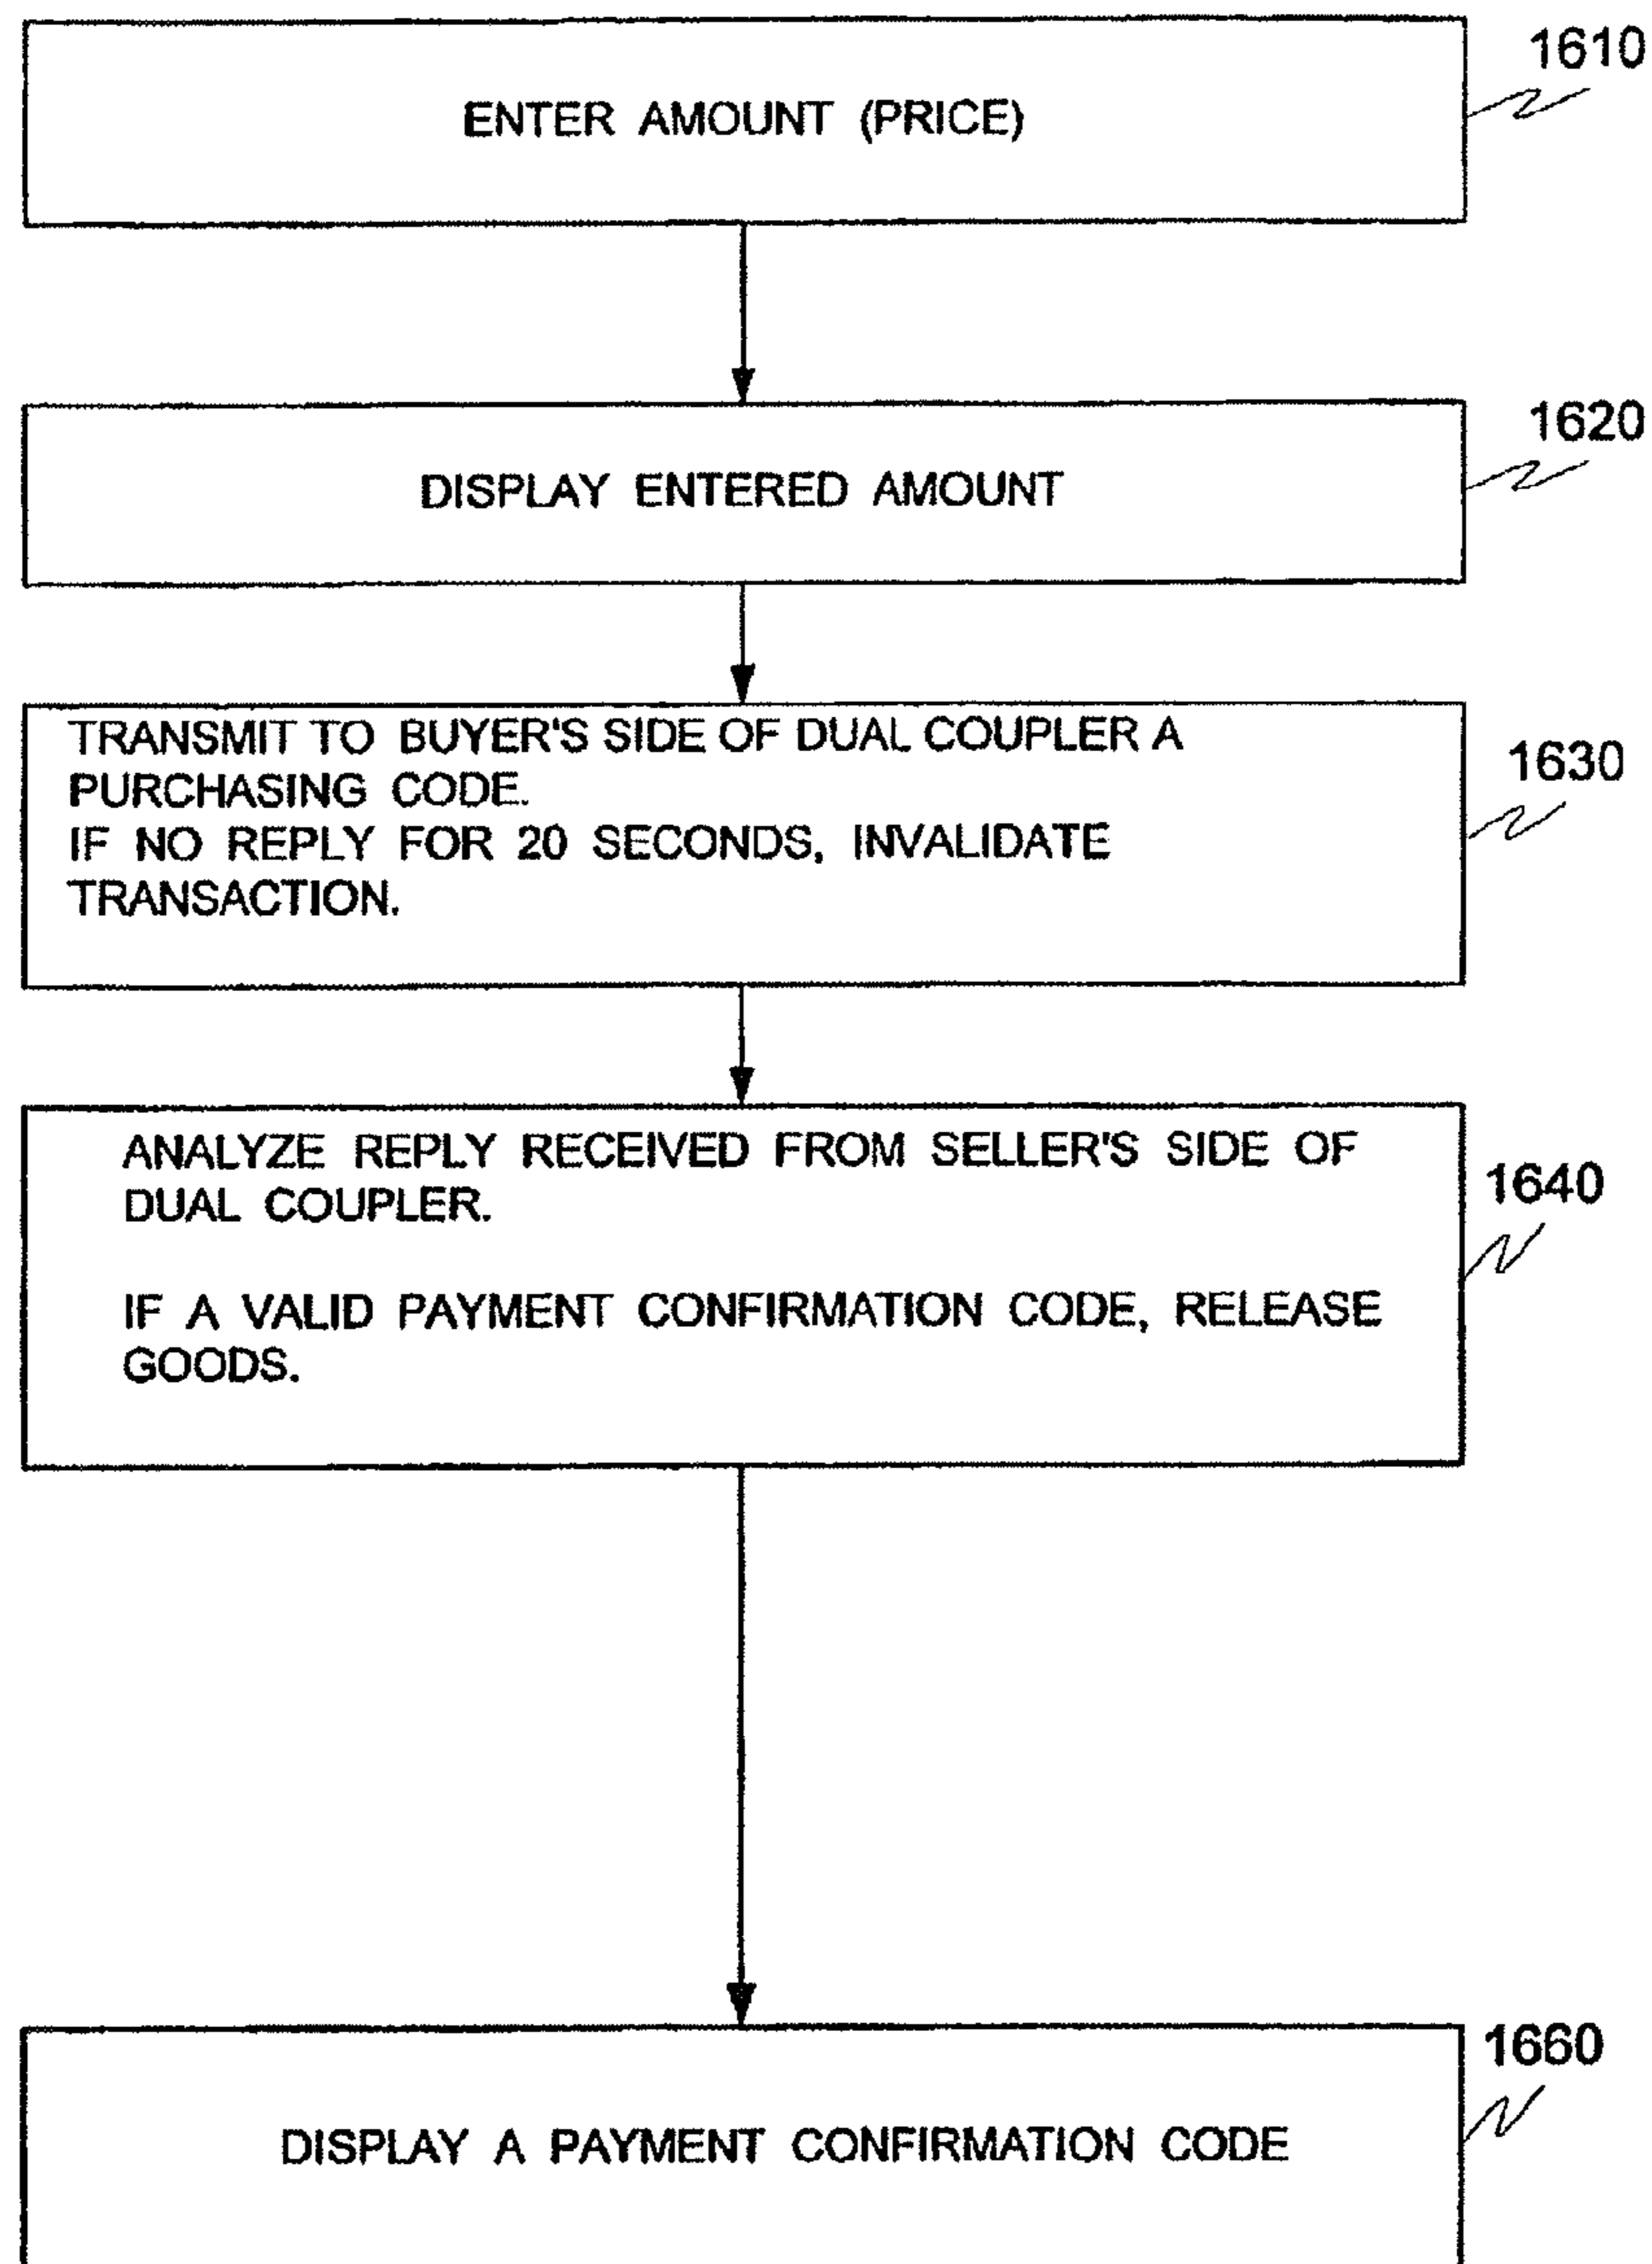 1610
ENTER AMOUNT (PRICE)
1620
DISPLAY ENTERED AMOUNT
1630
TRANSMIT TO BUYER'S SIDE OF DUAL COUPLER A
PURCHASING CODE.
IF NO REPLY FOR 20 SECONDS, INVALIDATE
TRANSACTION.
1640
ANALYZE REPLY RECEIVED FROM SELLER'S SIDE OF
DUAL COUPLER.
IF A VALID PAYMENT CONFIRMATION CODE, RELEASE
GOODS.
1660
DISPLAY A PAYMENT CONFIRMATION CODE